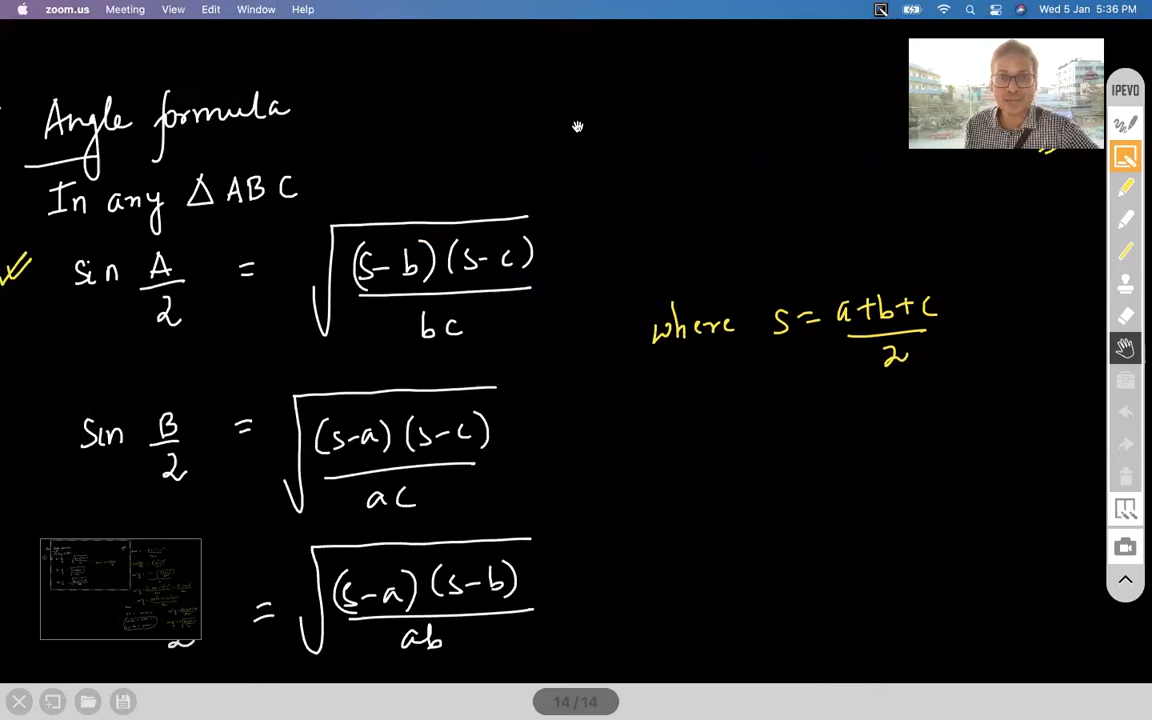 zoom.us Meeting View Edit Window Help Wed 5 Jan 5:36 PM
IPEVO
Angle formula
In any △ ABC
sin A/2 = √((s-b)(s-c)/bc)
where s = a+b+c/2
Sin B/2 = √((s-a)(s-c)/ac)
= √((s-a)(s-b)/ab)
2
14 / 14